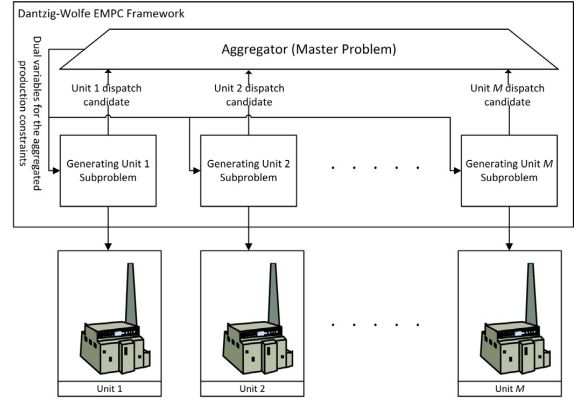 Dantzig-Wolfe EMPC Framework
Aggregator (Master Problem)
Dual variables for the aggregated
production constraints
Unit 1 dispatch
candidate
Unit 2 dispatch
candidate
Unit M dispatch
candidate
Generating Unit 1
Subproblem
Generating Unit 2
Subproblem
. . . . .
Generating Unit M
Subproblem
. . . . .
Unit 1
Unit 2
Unit M